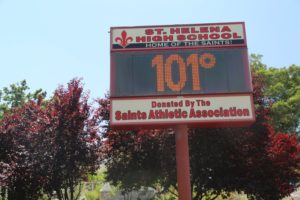 ST. HELENA
HIGH SCHOOL
HOME OF THE SAINTS!
101°
Donated By The
Saints Athletic Association